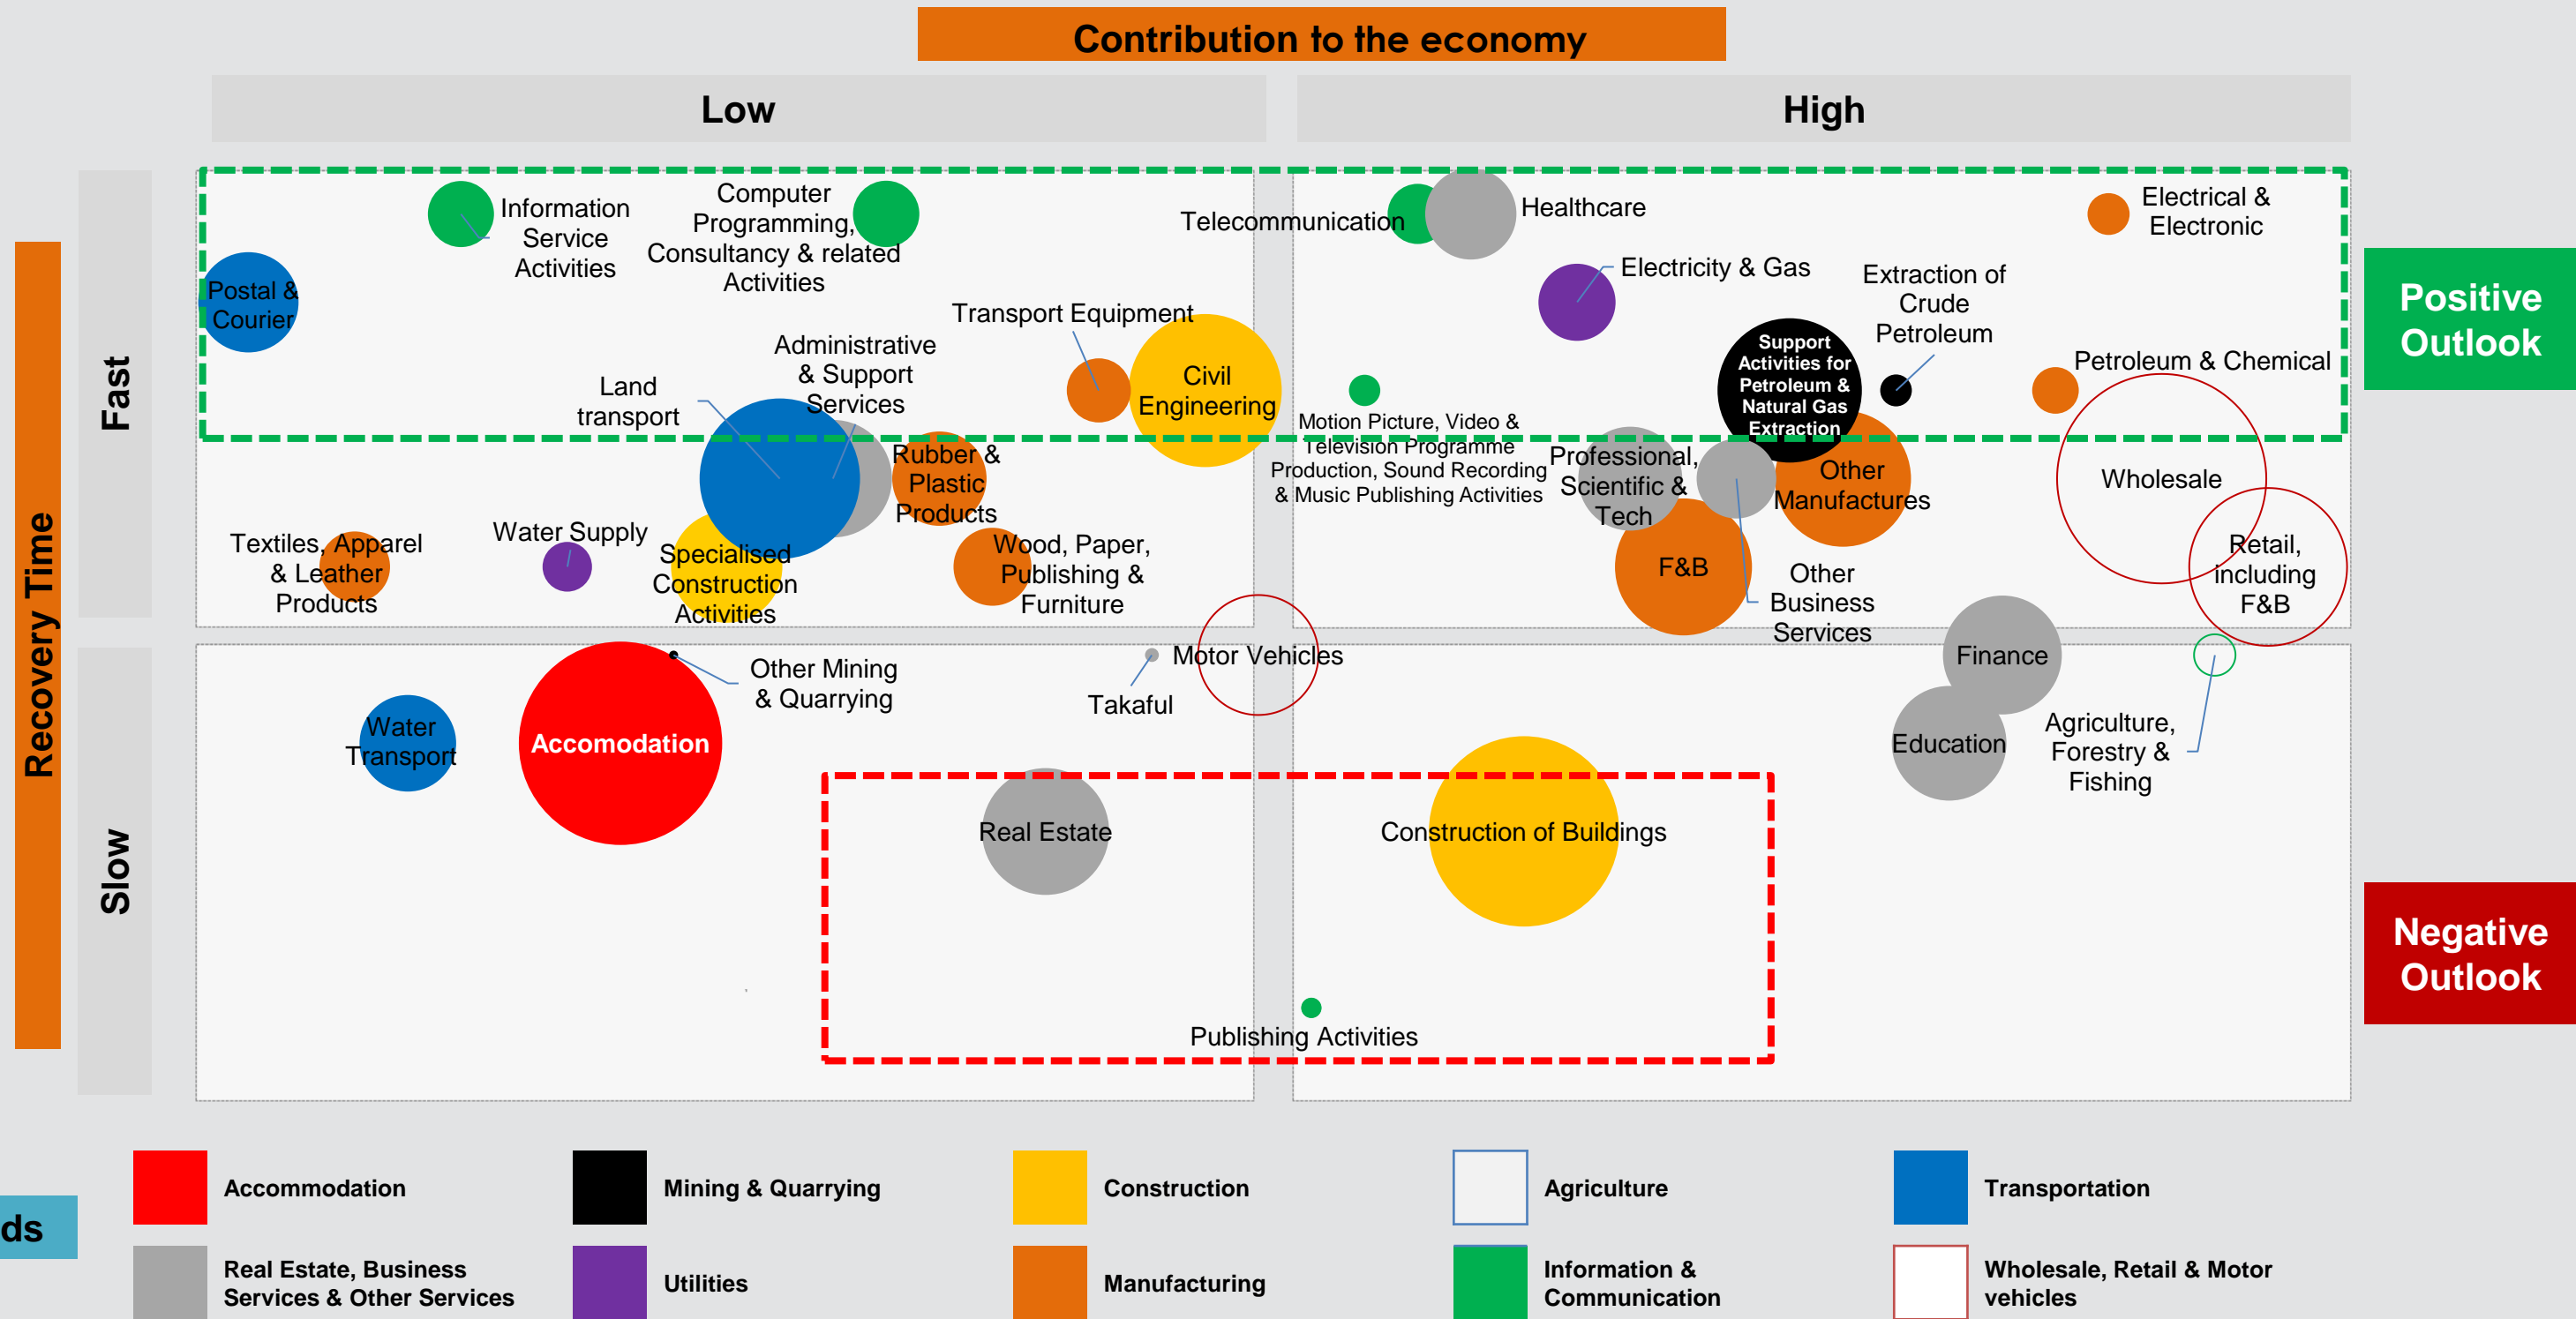 Contribution to the economy
Low
High
Recovery Time
Fast
Slow
Information
Service
Activities
Computer
Programming,
Consultancy & related
Activities
Telecommunication
Healthcare
Electrical &
Electronic
Postal &
Courier
Electricity & Gas
Extraction of
Crude
Petroleum
Transport Equipment
Civil
Engineering
Administrative
& Support
Services
Land
transport
Support
Activities for
Petroleum &
Natural Gas
Extraction
Petroleum & Chemical
Positive
Outlook
Motion Picture, Video &
Television Programme
Production, Sound Recording
& Music Publishing Activities
Rubber &
Plastic
Products
Professional,
Scientific &
Tech
Other
Manufactures
Wholesale
Textiles, Apparel
& Leather
Products
Water Supply
Specialised
Construction
Activities
Wood, Paper,
Publishing &
Furniture
F&B
Other
Business
Services
Retail,
including
F&B
Other Mining
& Quarrying
Takaful
Motor Vehicles
Finance
Water
Transport
Accomodation
Education
Agriculture,
Forestry &
Fishing
Real Estate
Construction of Buildings
Publishing Activities
Negative
Outlook
ds
Accommodation
Mining & Quarrying
Construction
Agriculture
Transportation
Real Estate, Business
Services & Other Services
Utilities
Manufacturing
Information &
Communication
Wholesale, Retail & Motor
vehicles